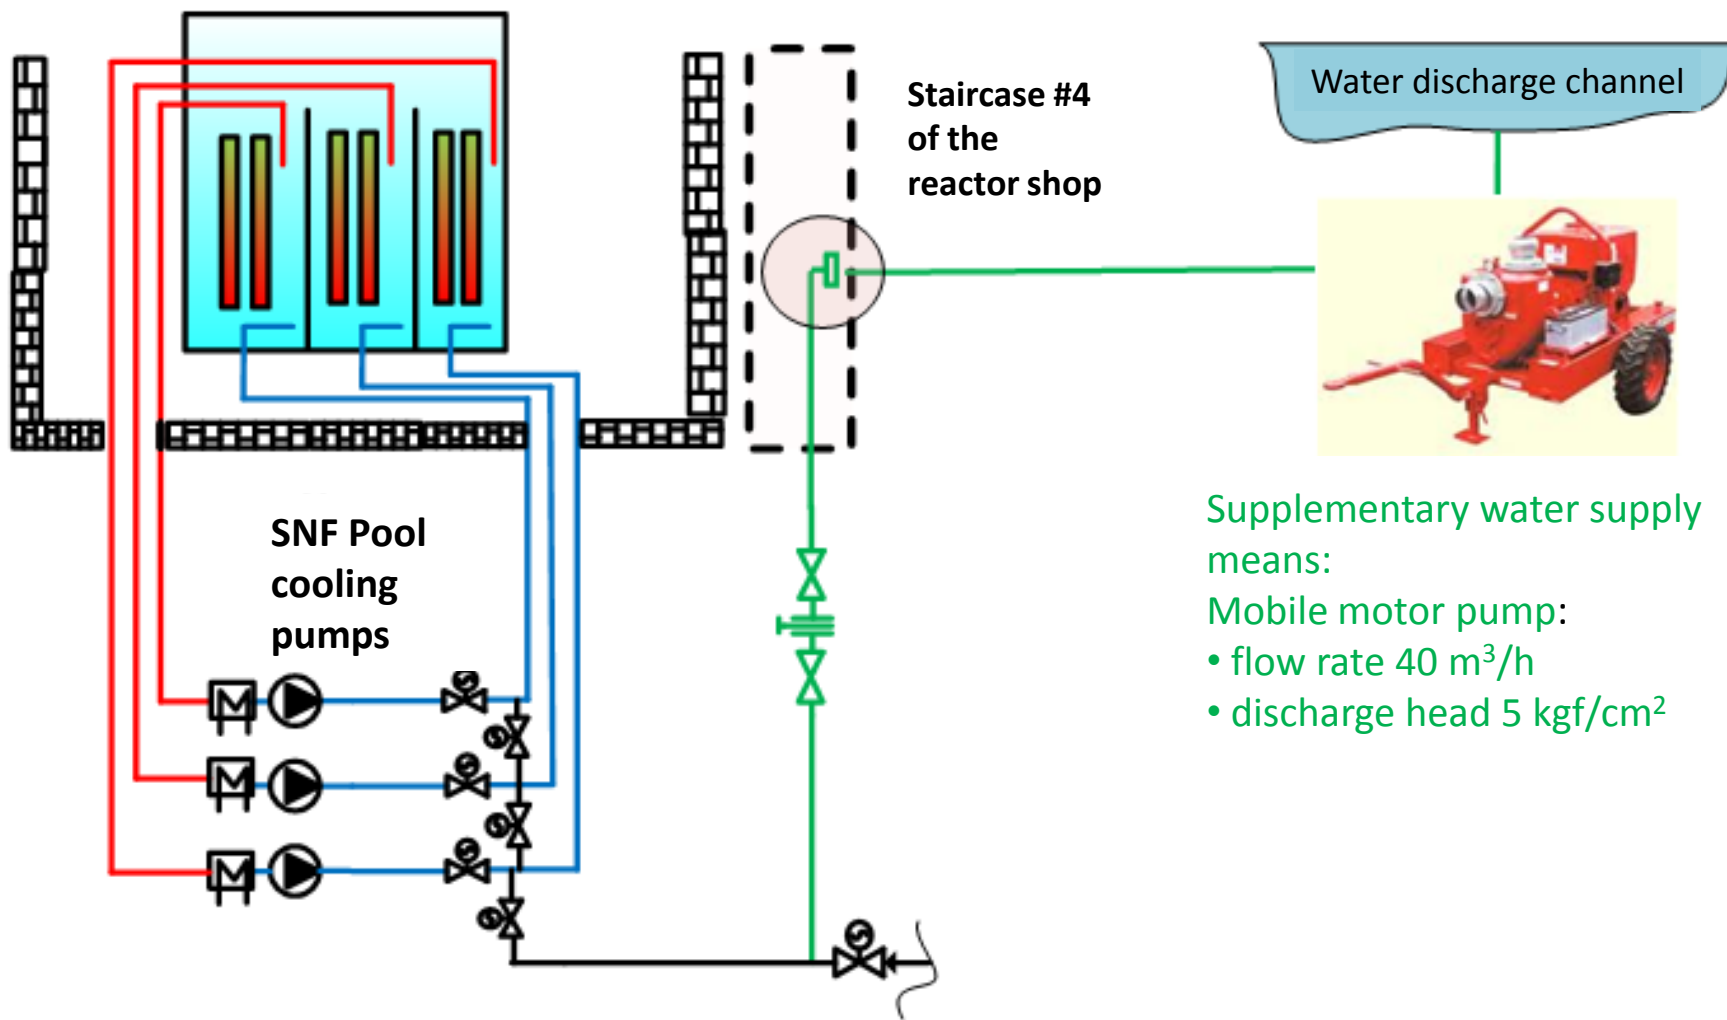 Staircase #4
of the
reactor shop
Water discharge channel
SNF Pool
cooling
pumps
Supplementary water supply
means:
Mobile motor pump:
• flow rate 40 m³/h
• discharge head 5 kgf/cm²